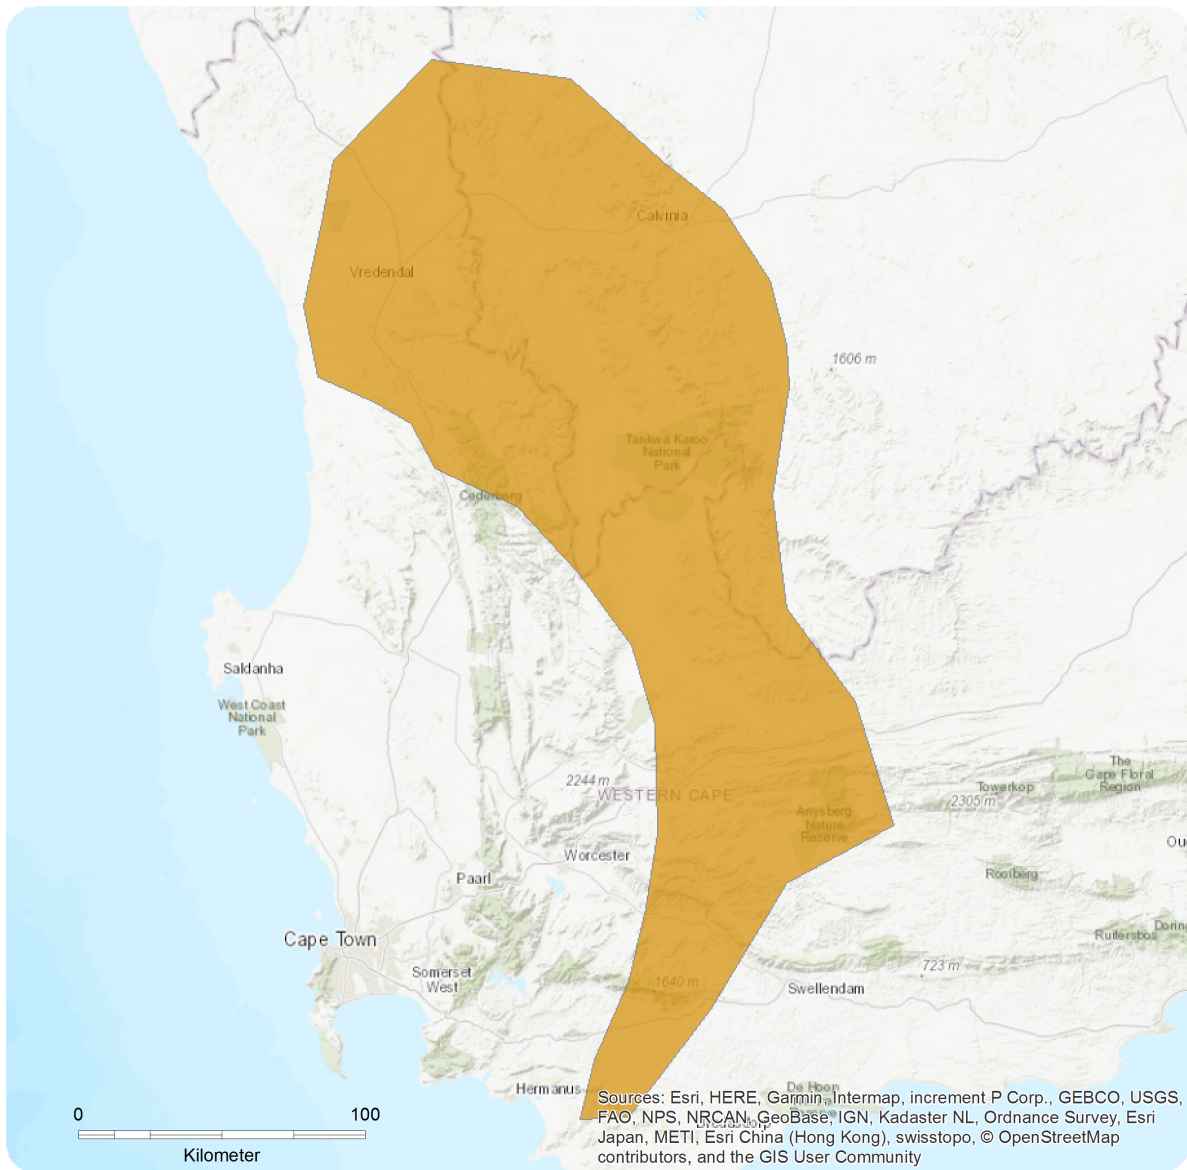 Calvinia
Vredendal
1606 m
Tankwa Karoo
National
Park
Cederberg
Saldanha
West Coast
National
Park
The
Cape Floral
Region
2244 m
Towerkop
WESTERN CAPE
2305 m
Anysberg
Nature
Reserve
Ou
Worcester
Rooiberg
Paarl
Doring
Ruitersbos
Cape Town
723 m
Somerset
West
1640 m
Swellendam
Hermanus
De Hoop
Bredasdorp
0 100
Kilometer
Sources: Esri, HERE, Garmin, Intermap, increment P Corp., GEBCO, USGS,
FAO, NPS, NRCAN, GeoBase, IGN, Kadaster NL, Ordnance Survey, Esri
Japan, METI, Esri China (Hong Kong), swisstopo, © OpenStreetMap
contributors, and the GIS User Community